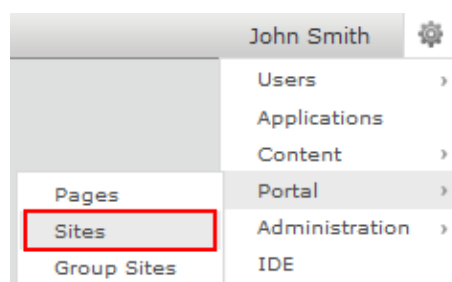 John Smith
Users
Applications
Content
Pages
Portal
Sites
Administration
Group Sites
IDE